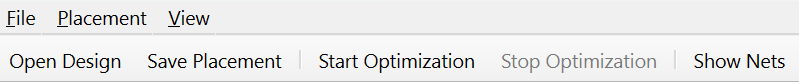 File Placement View
Open Design Save Placement Start Optimization Stop Optimization Show Nets